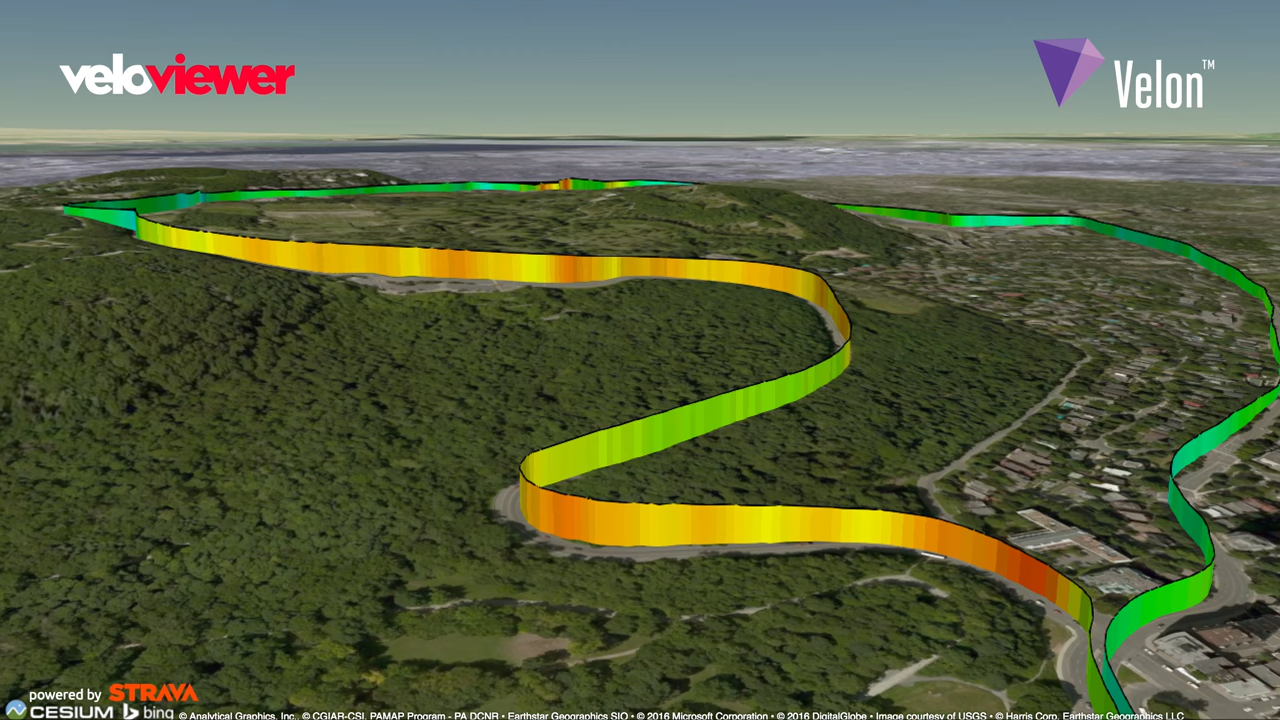 veloviewer
Velon™
powered by STRAVA
CESIUM bing © Analytical Graphics, Inc., © CGIAR-CSI, PAMAP Program - PA DCNR • Earthstar Geographics SIO • © 2016 Microsoft Corporation • © 2016 DigitalGlobe • Image courtesy of USGS • © Harris Corp, Earthstar Geographics LLC